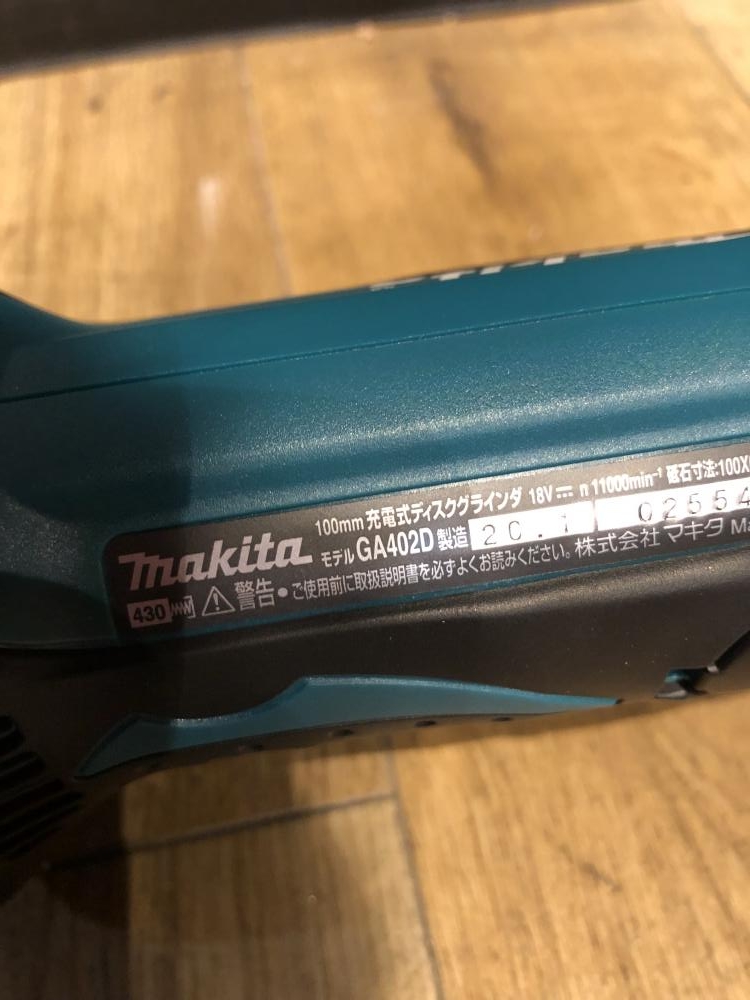 makita
100mm 充電式ディスクグラインダ 18V⎓ n 11000min⁻¹ 砥石寸法:100X
モデル GA402D 製造 20.1 02554
430 警告 • ご使用前に取扱説明書を必ずよくお読みください。株式会社 マキタ